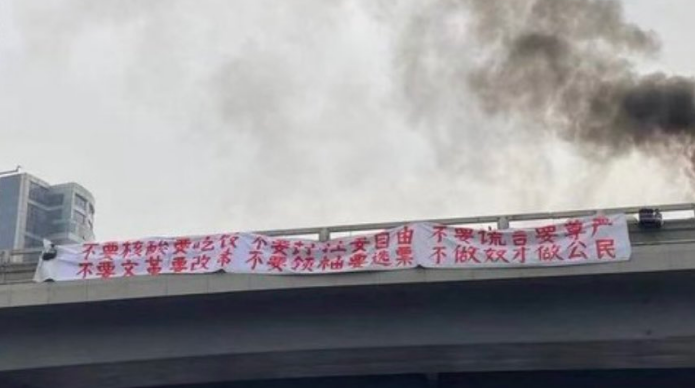 不要核酸要吃饭 不要封控要自由 不要谎言要尊严
不要文革要改革 不要领袖要选票 不做奴才做公民